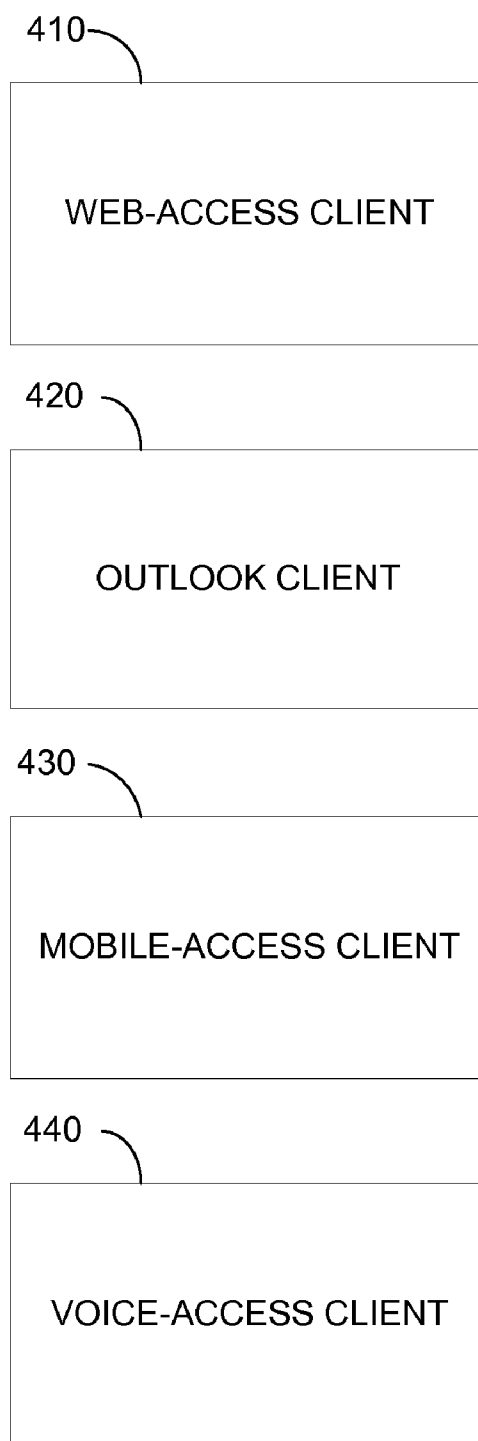 410
WEB-ACCESS CLIENT
420
OUTLOOK CLIENT
430
MOBILE-ACCESS CLIENT
440
VOICE-ACCESS CLIENT